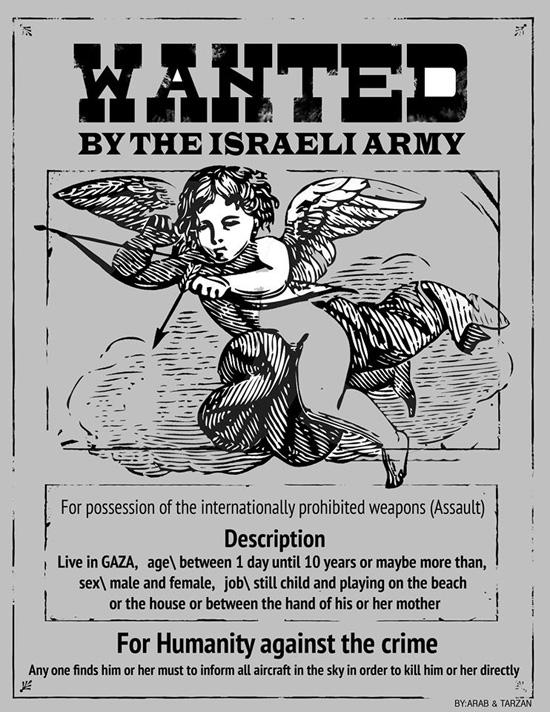 WANTED
BY THE ISRAELI ARMY
For possession of the internationally prohibited weapons (Assault)
Description
Live in GAZA, age\ between 1 day until 10 years or maybe more than,
sex\ male and female, job\ still child and playing on the beach
or the house or between the hand of his or her mother
For Humanity against the crime
Any one finds him or her must to inform all aircraft in the sky in order to kill him or her directly
BY:ARAB & TARZAN